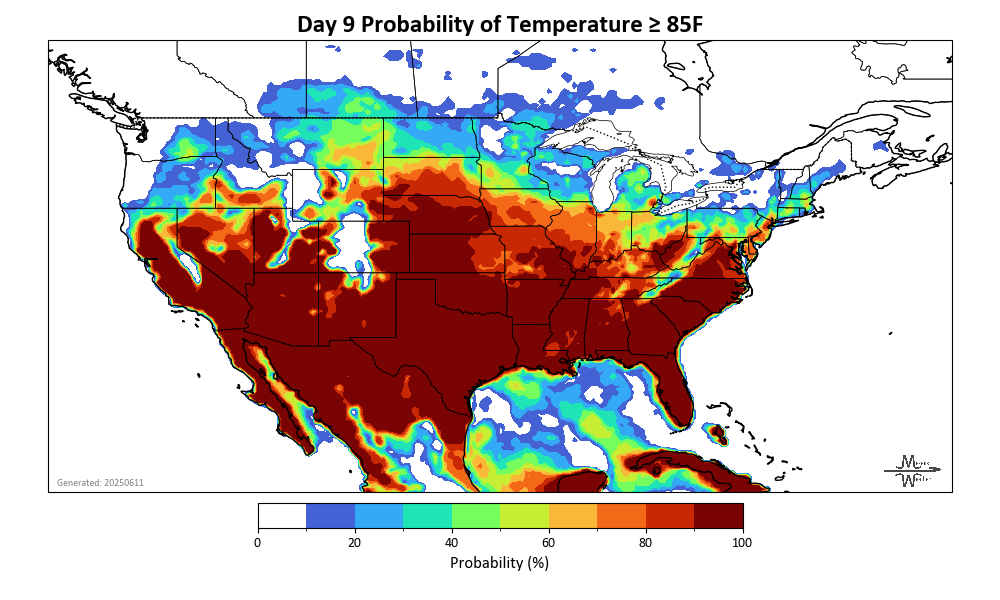 Day 9 Probability of Temperature ≥ 85F
Generated: 20250611
0 20 40 60 80 100
Probability (%)